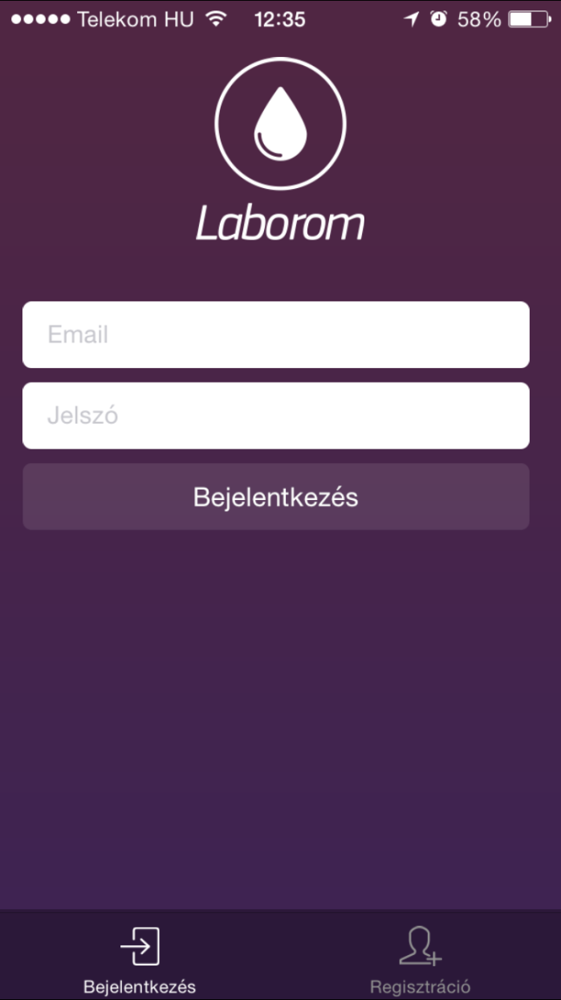 Telekom HU 12:35 58%
Laborom
Email
Jelszó
Bejelentkezés
Bejelentkezés Regisztráció